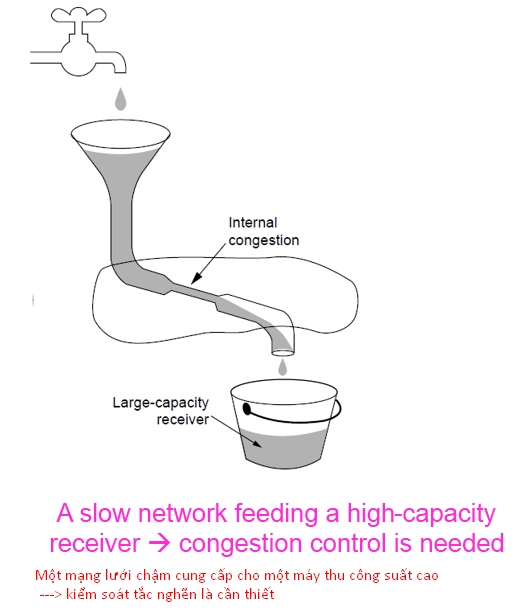 Internal
congestion
Large-capacity
receiver
A slow network feeding a high-capacity
receiver → congestion control is needed
Một mạng lưới chậm cung cấp cho một máy thu công suất cao
---> kiểm soát tắc nghẽn là cần thiết